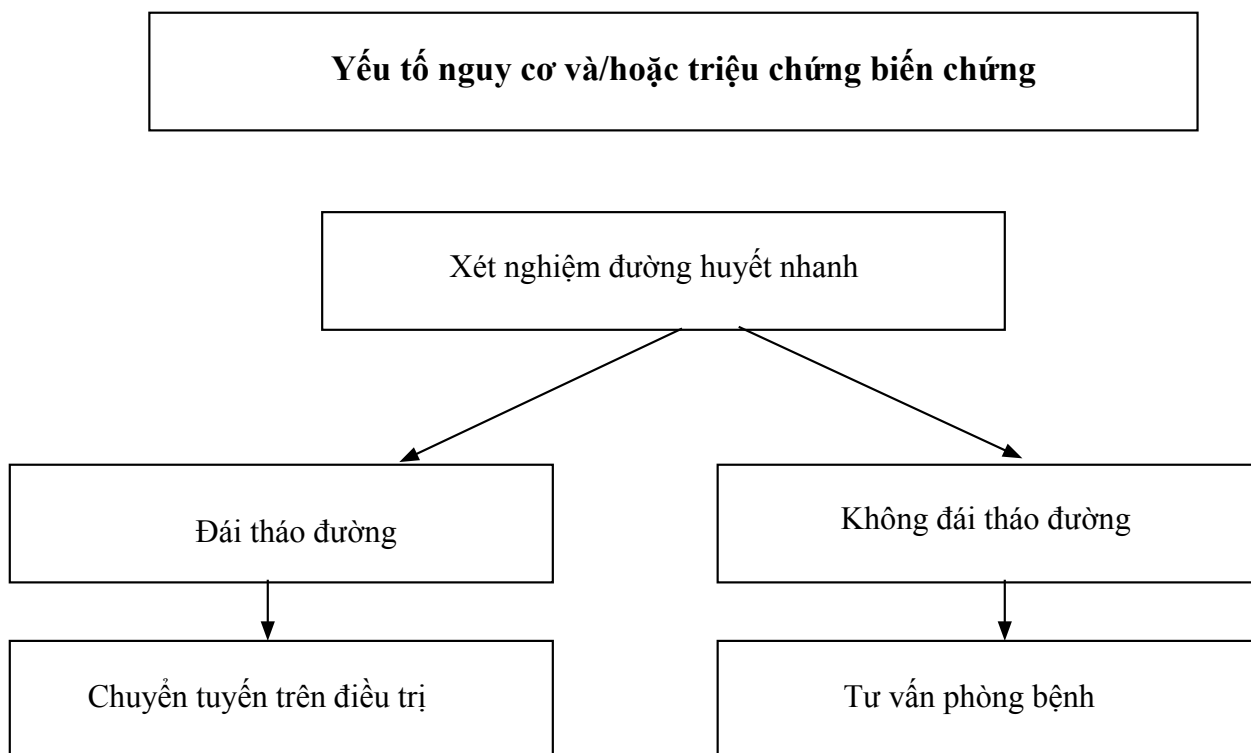 Yếu tố nguy cơ và/hoặc triệu chứng biến chứng
Xét nghiệm đường huyết nhanh
Đái tháo đường
Không đái tháo đường
Chuyển tuyến trên điều trị
Tư vấn phòng bệnh